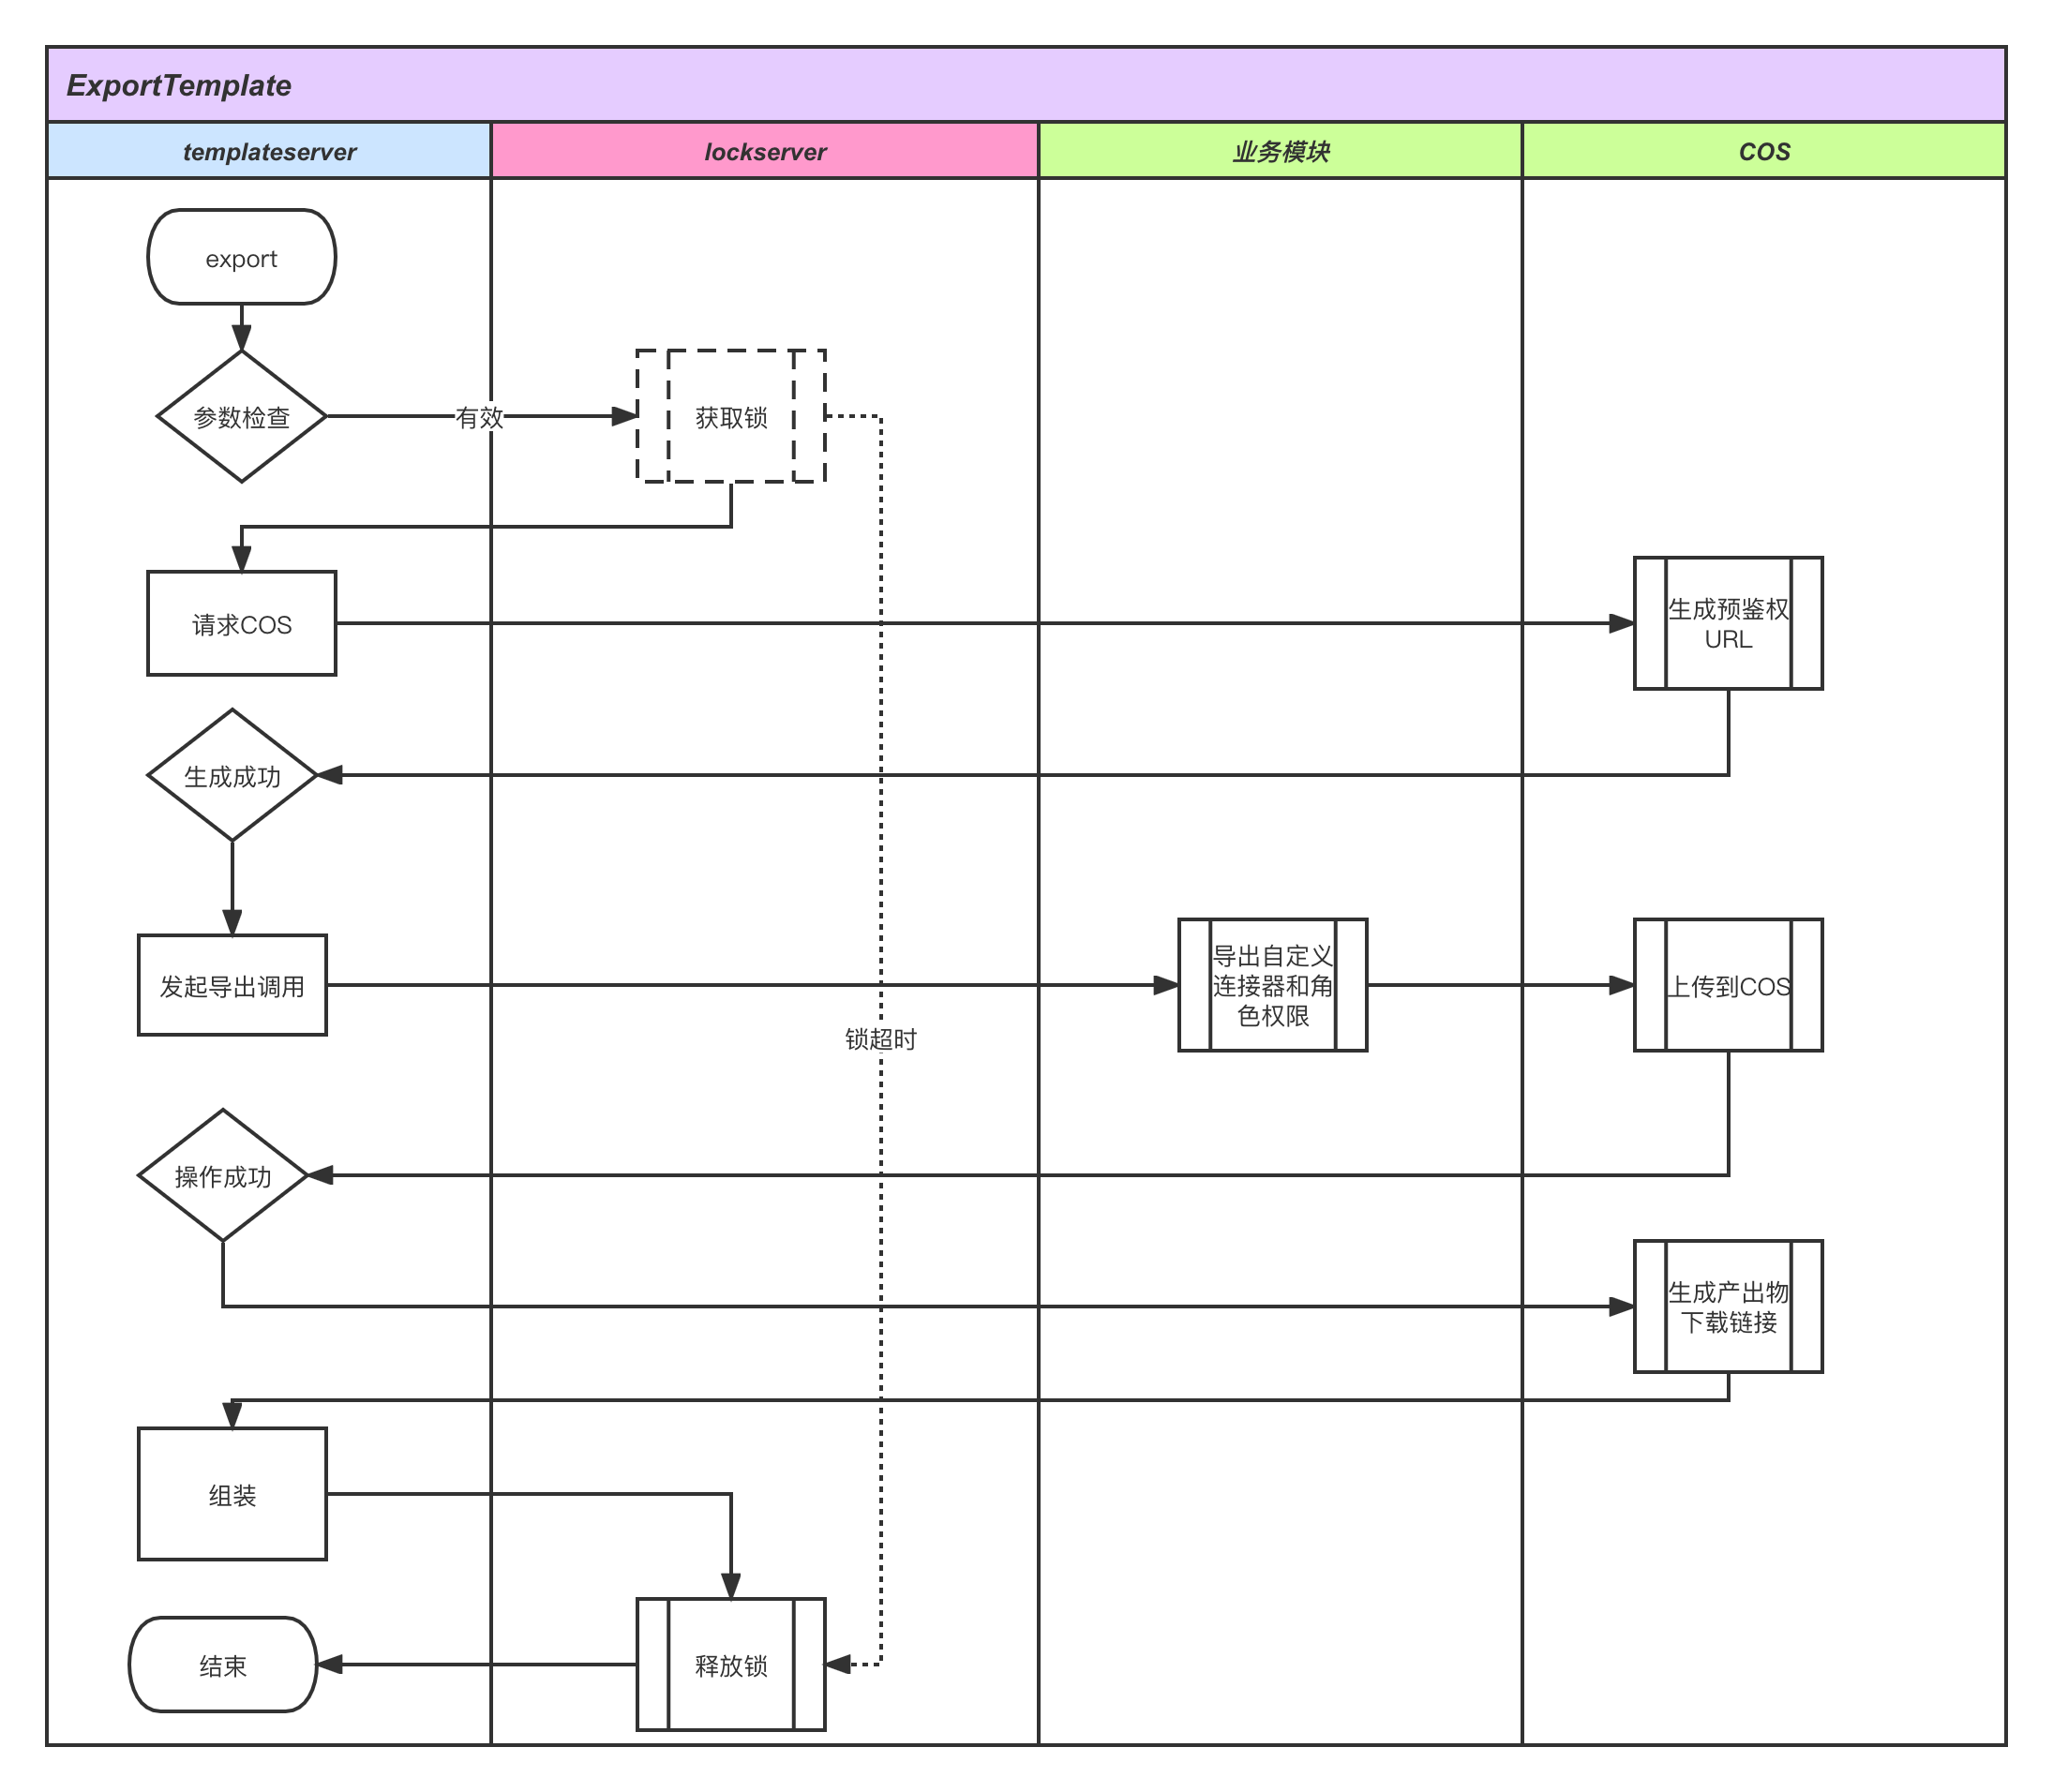 ExportTemplate
templateserver
lockserver
业务模块
COS
export
参数检查
有效
获取锁
请求COS
生成预鉴权
URL
生成成功
发起导出调用
导出自定义
连接器和角
色权限
上传到COS
锁超时
操作成功
生成产出物
下载链接
组装
结束
释放锁